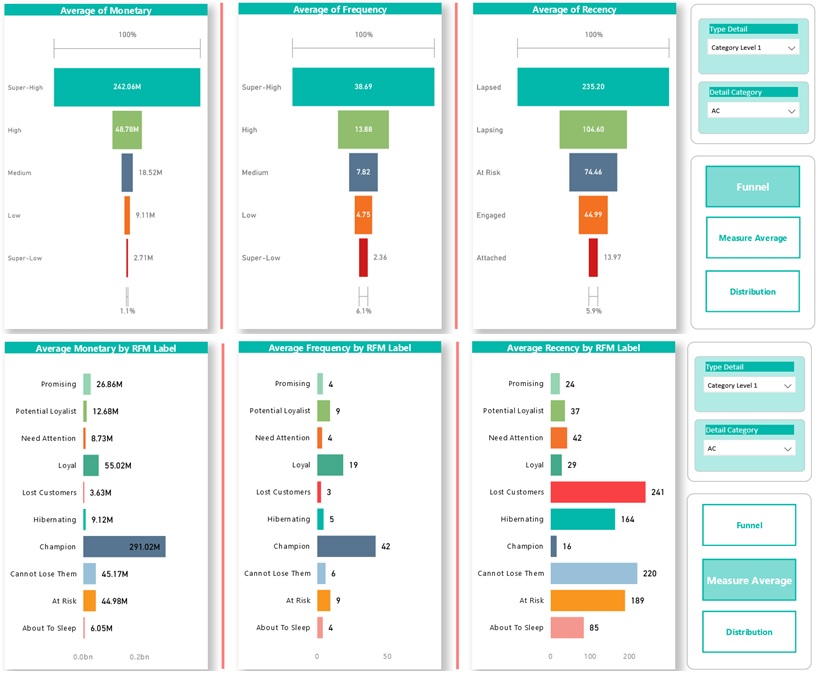 Average of Monetary
100%
Super-High 242.06M
High 48.78M
Medium 18.52M
Low 9.11M
Super-Low 2.71M
1.1%
Average of Frequency
100%
Super-High 38.69
High 13.88
Medium 7.82
Low 4.75
Super-Low 2.36
6.1%
Average of Recency
100%
Lapsed 235.20
Lapsing 104.60
At Risk 74.46
Engaged 44.99
Attached 13.97
5.9%
Type Detail
Category Level 1
Detail Category
AC
Funnel
Measure Average
Distribution
Average Monetary by RFM Label
Promising 26.86M
Potential Loyalist 12.68M
Need Attention 8.73M
Loyal 55.02M
Lost Customers 3.63M
Hibernating 9.12M
Champion 291.02M
Cannot Lose Them 45.17M
At Risk 44.98M
About To Sleep 6.05M
0.0bn 0.2bn
Average Frequency by RFM Label
Promising 4
Potential Loyalist 9
Need Attention 4
Loyal 19
Lost Customers 3
Hibernating 5
Champion 42
Cannot Lose Them 6
At Risk 9
About To Sleep 4
0 50
Average Recency by RFM Label
Promising 24
Potential Loyalist 37
Need Attention 42
Loyal 29
Lost Customers 241
Hibernating 164
Champion 16
Cannot Lose Them 220
At Risk 189
About To Sleep 85
0 100 200
Type Detail
Category Level 1
Detail Category
AC
Funnel
Measure Average
Distribution